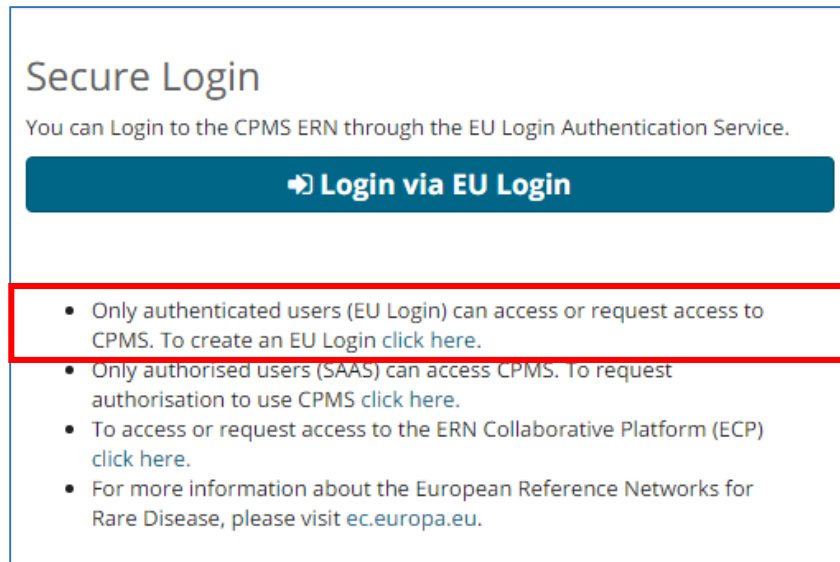 Secure Login
You can Login to the CPMS ERN through the EU Login Authentication Service.
Login via EU Login
Only authenticated users (EU Login) can access or request access to
CPMS. To create an EU Login click here.
Only authorised users (SAAS) can access CPMS. To request
authorisation to use CPMS click here.
To access or request access to the ERN Collaborative Platform (ECP)
click here.
For more information about the European Reference Networks for
Rare Disease, please visit ec.europa.eu.